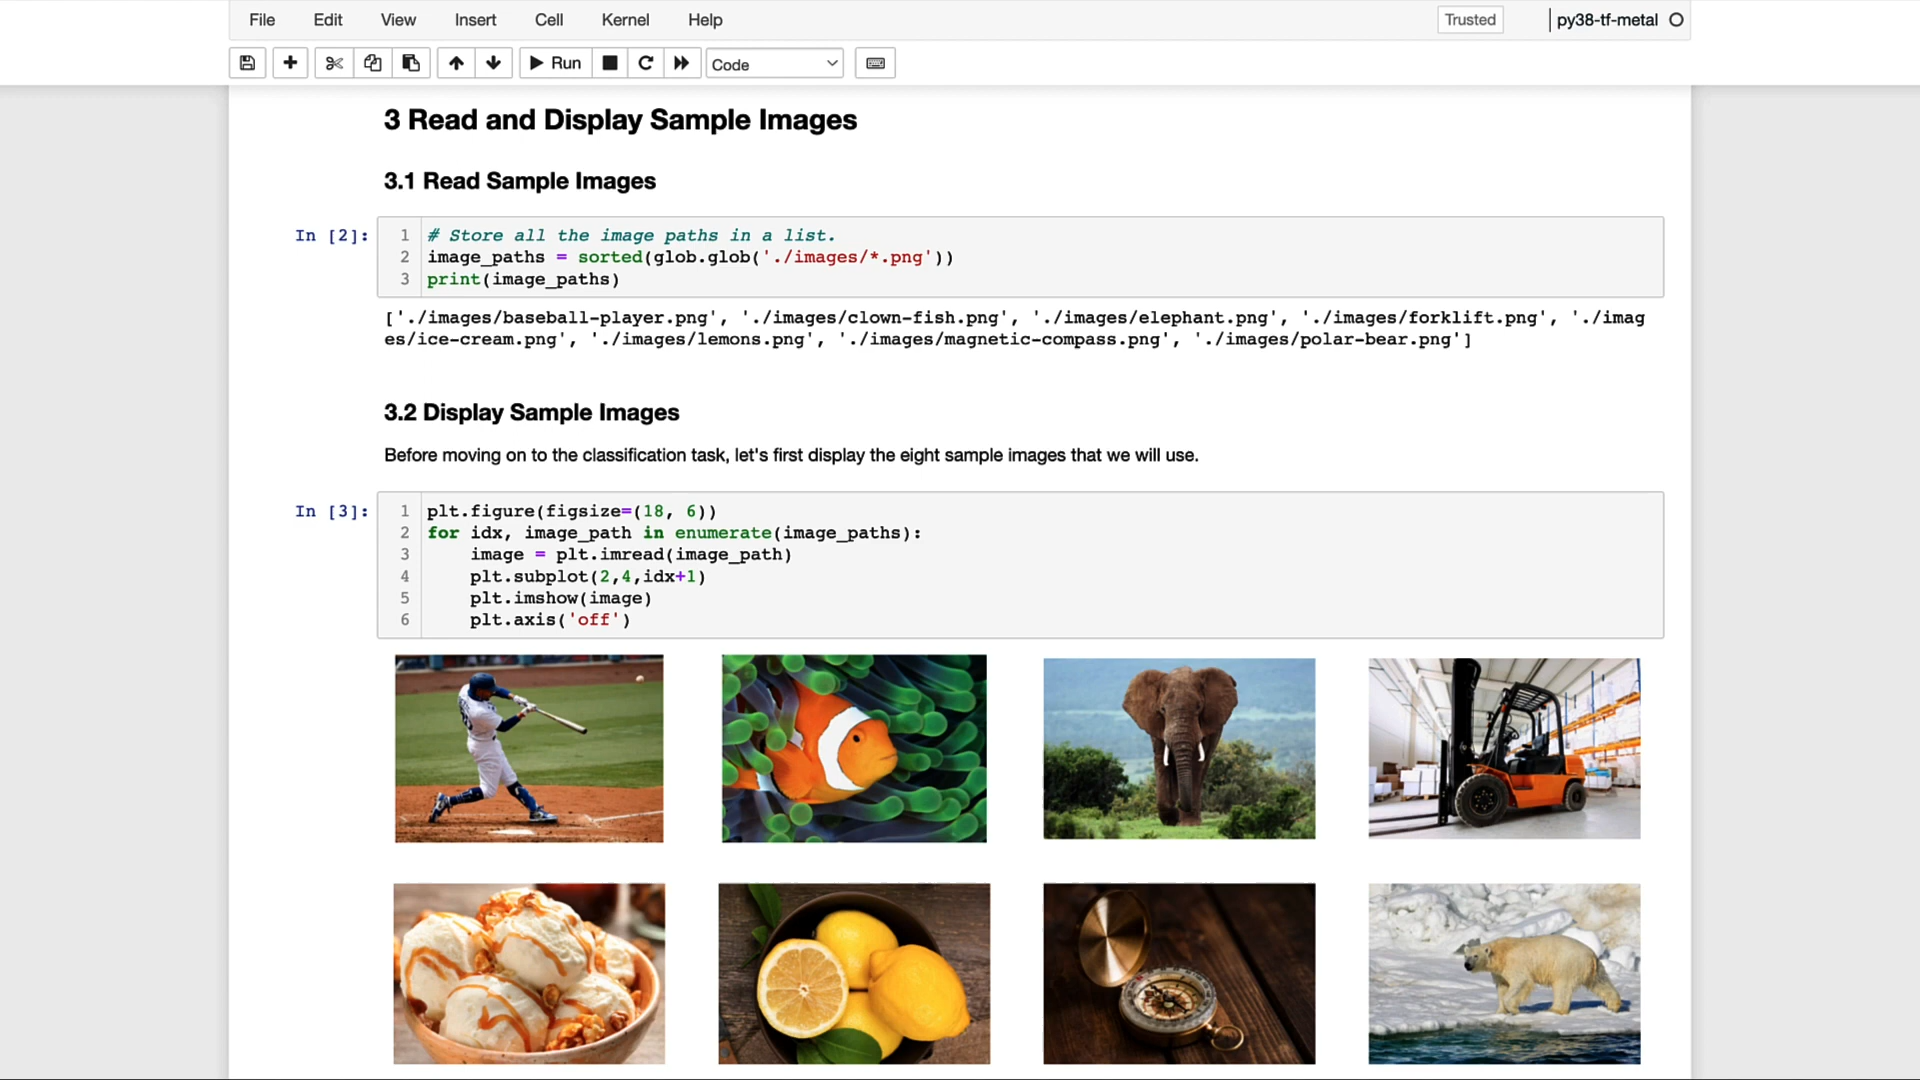 File Edit View Insert Cell Kernel Help Trusted py38-tf-metal
Run Code
3 Read and Display Sample Images
3.1 Read Sample Images
In [2]:
1 # Store all the image paths in a list.
2 image_paths = sorted(glob.glob('./images/*.png'))
3 print(image_paths)
['./images/baseball-player.png', './images/clown-fish.png', './images/elephant.png', './images/forklift.png', './imag
es/ice-cream.png', './images/lemons.png', './images/magnetic-compass.png', './images/polar-bear.png']
3.2 Display Sample Images
Before moving on to the classification task, let's first display the eight sample images that we will use.
In [3]:
1 plt.figure(figsize=(18, 6))
2 for idx, image_path in enumerate(image_paths):
3     image = plt.imread(image_path)
4     plt.subplot(2,4,idx+1)
5     plt.imshow(image)
6     plt.axis('off')